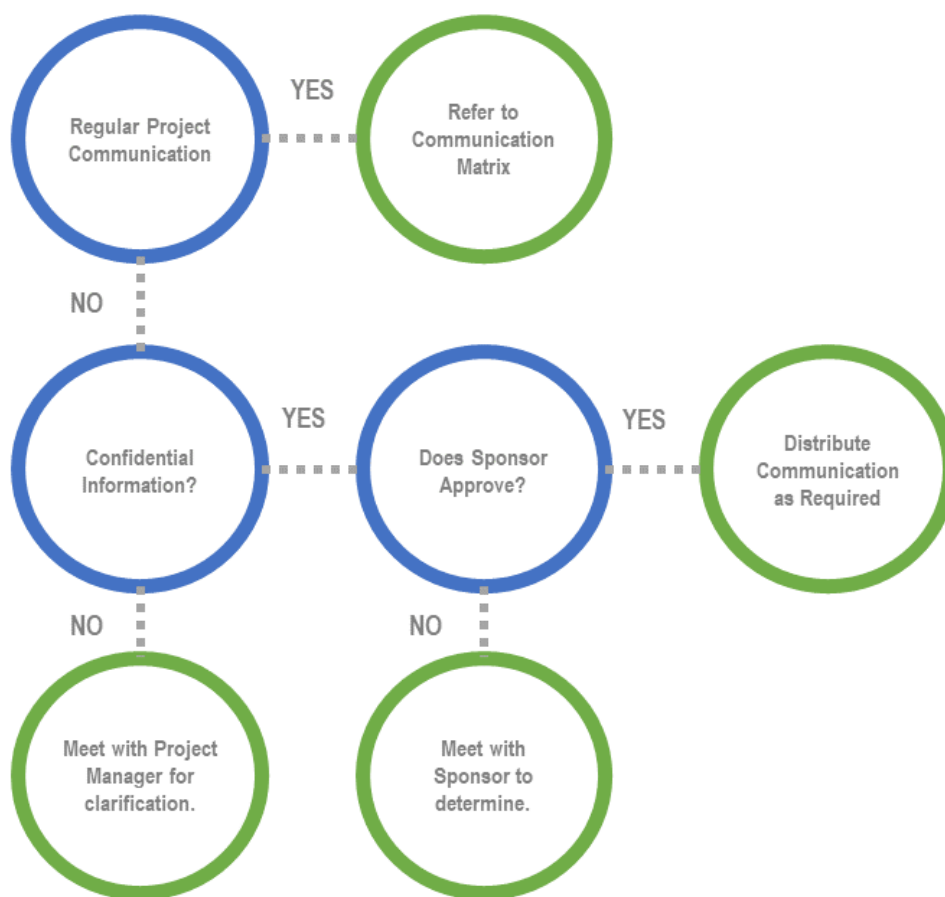 Regular Project
Communication
YES
Refer to
Communication
Matrix
NO
Confidential
Information?
YES
Does Sponsor
Approve?
YES
Distribute
Communication
as Required
NO
Meet with Project
Manager for
clarification.
NO
Meet with
Sponsor to
determine.